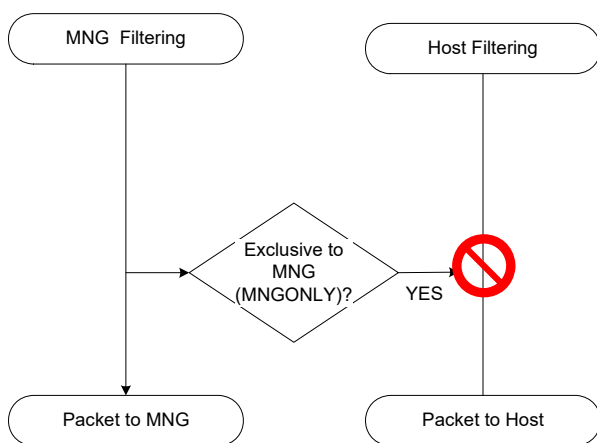 MNG Filtering
Host Filtering
Exclusive to
MNG
(MNGONLY)?
YES
Packet to MNG
Packet to Host